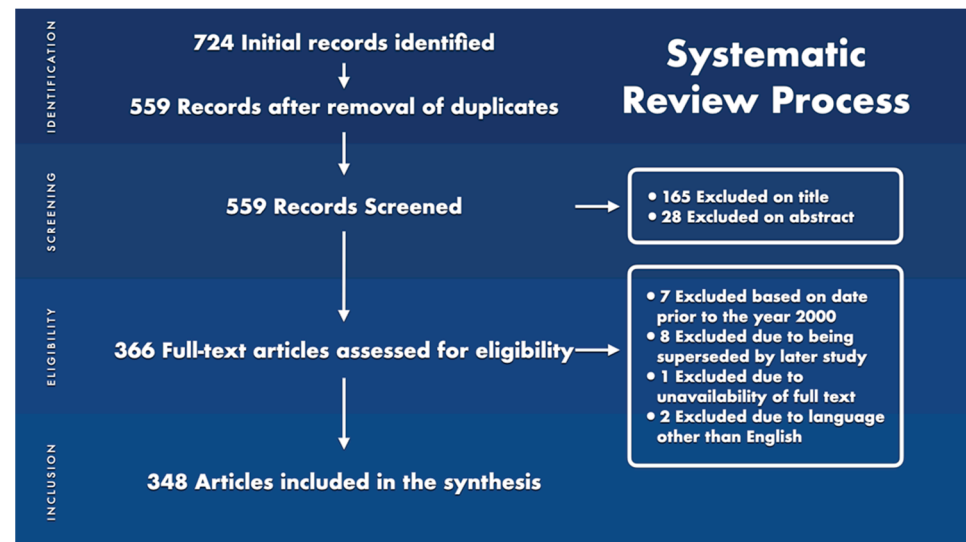 IDENTIFICATION
724 Initial records identified
559 Records after removal of duplicates
Systematic
Review Process
SCREENING
559 Records Screened
• 165 Excluded on title
• 28 Excluded on abstract
ELIGIBILITY
366 Full-text articles assessed for eligibility
• 7 Excluded based on date
prior to the year 2000
• 8 Excluded due to being
superseded by later study
• 1 Excluded due to
unavailability of full text
• 2 Excluded due to language
other than English
INCLUSION
348 Articles included in the synthesis